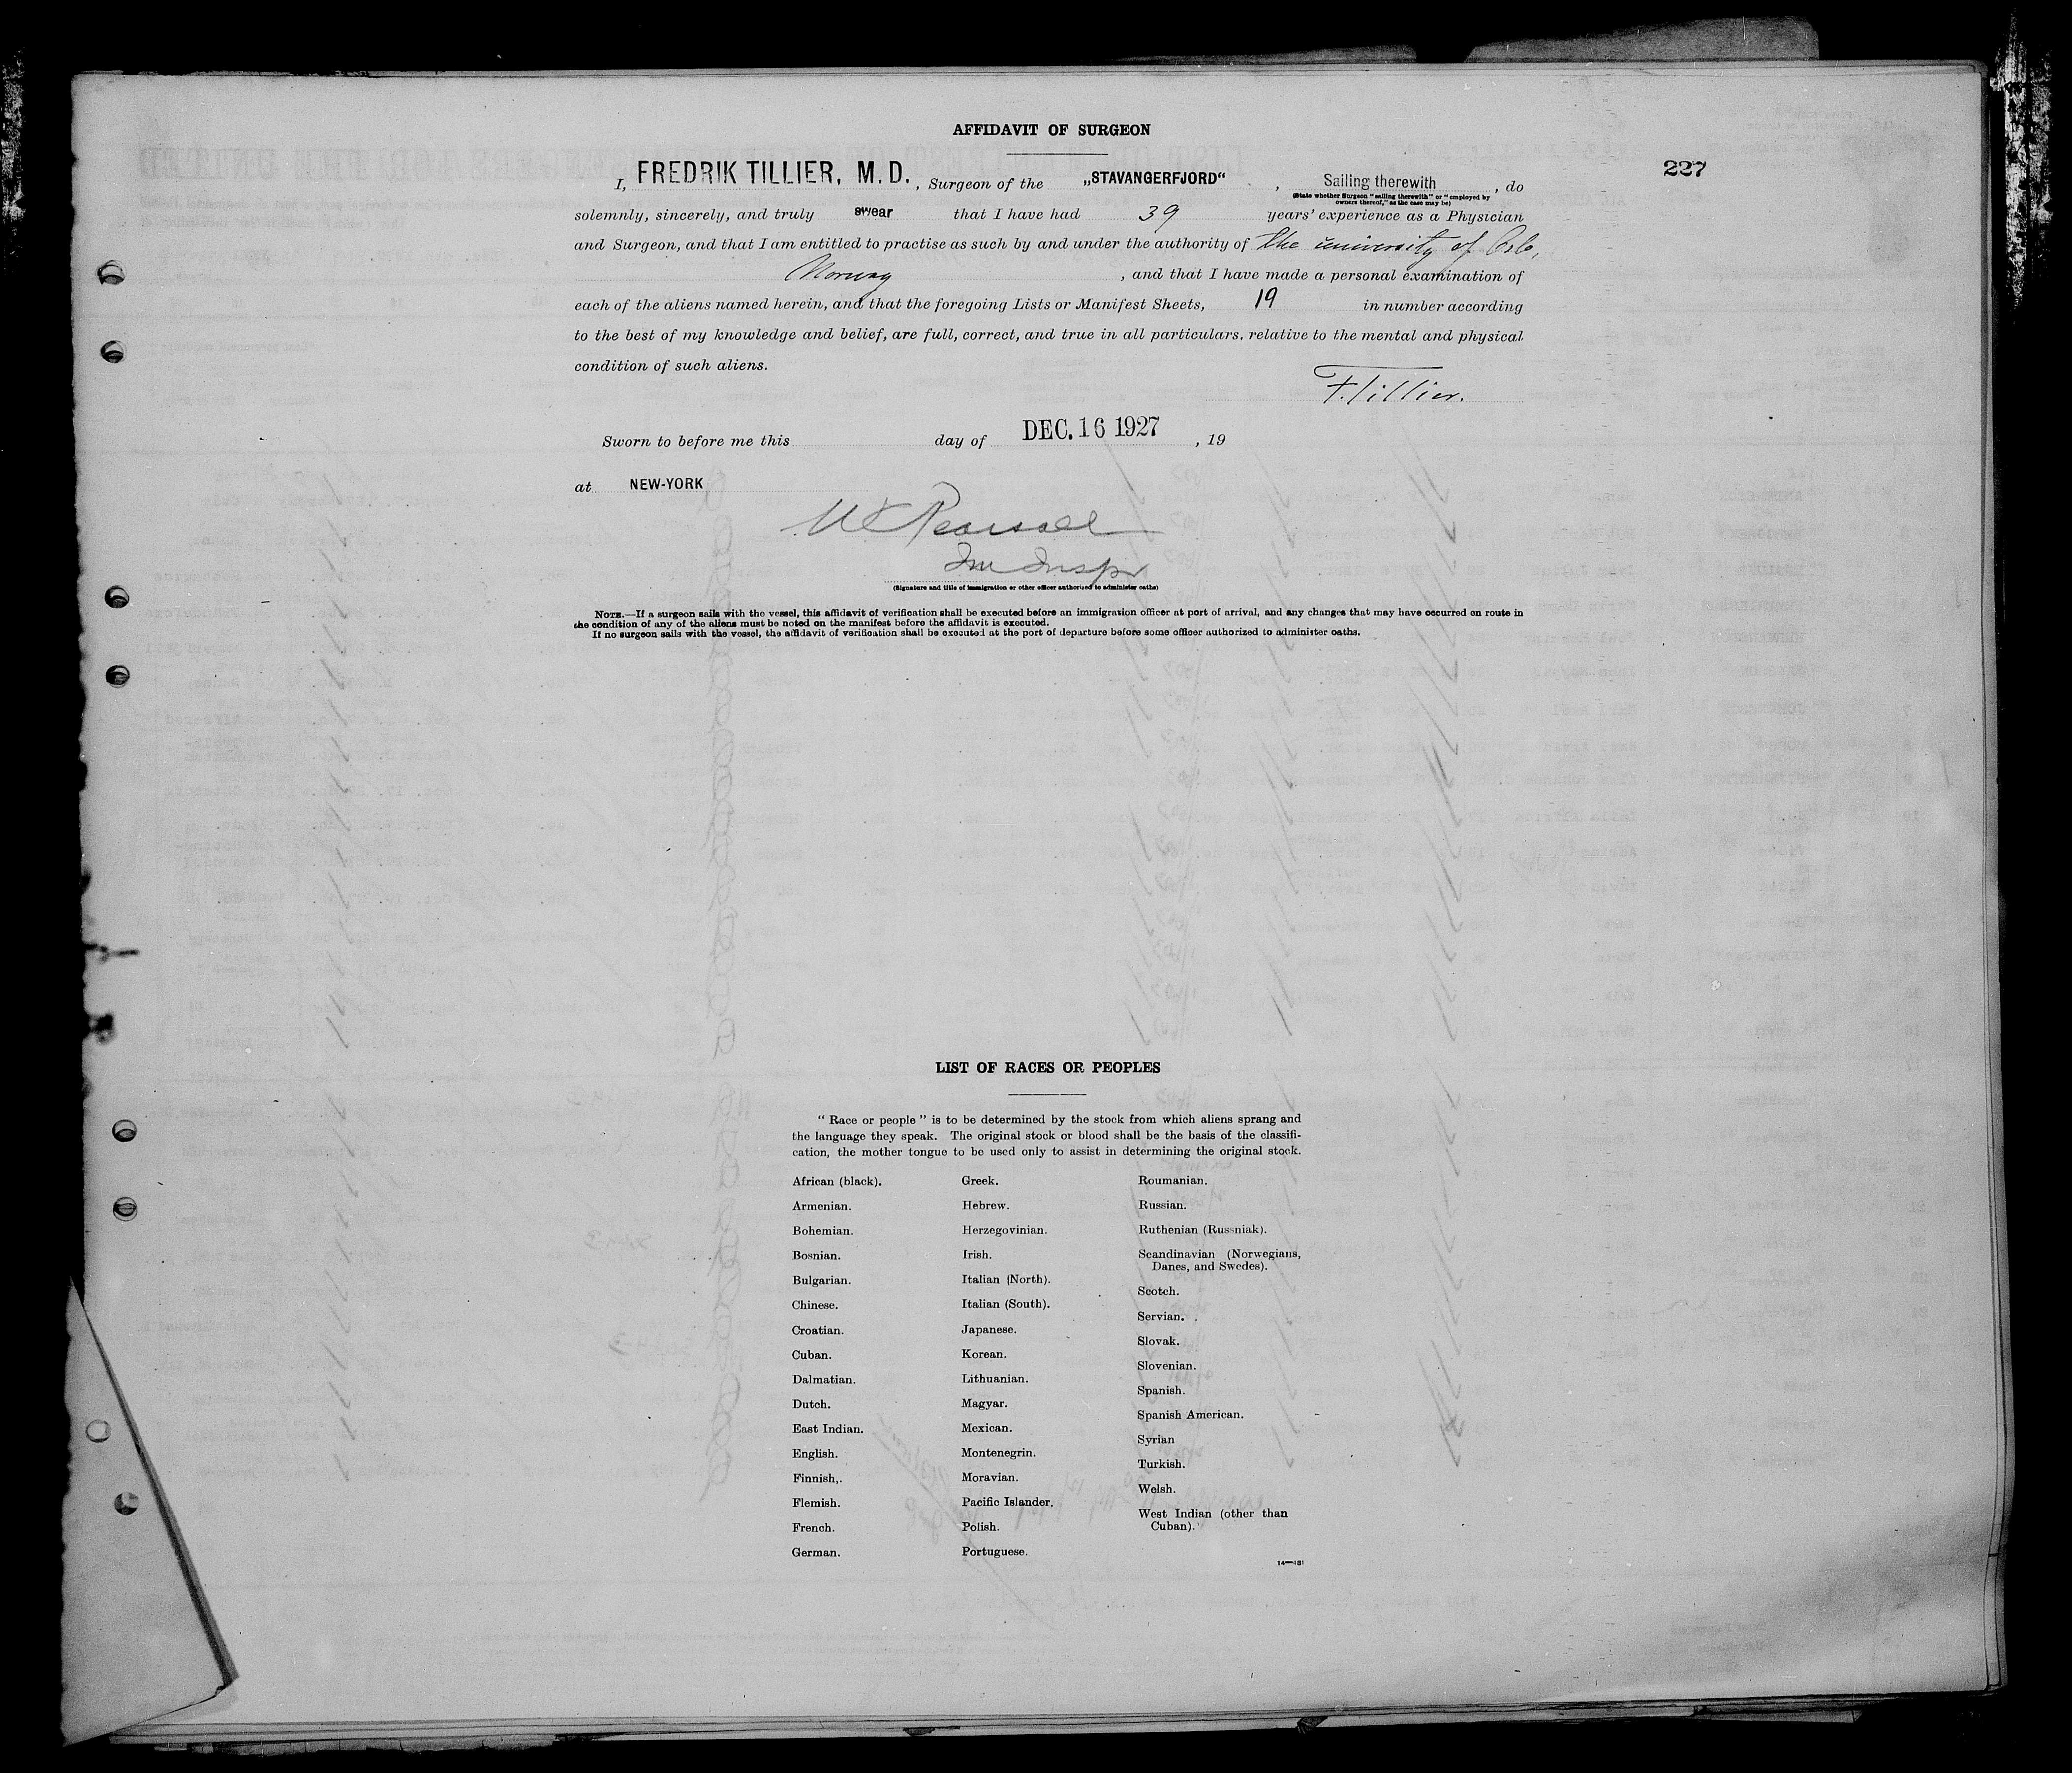 AFFIDAVIT OF SURGEON
227
I, FREDRIK TILLIER, M. D., Surgeon of the „STAVANGERFJORD“, Sailing therewith, do
(State whether Surgeon "sailing therewith" or "employed by
owners thereof," as the case may be)
solemnly, sincerely, and truly swear that I have had 39 years' experience as a Physician
and Surgeon, and that I am entitled to practise as such by and under the authority of the university of Oslo,
Norway, and that I have made a personal examination of
each of the aliens named herein, and that the foregoing Lists or Manifest Sheets, 19 in number according
to the best of my knowledge and belief, are full, correct, and true in all particulars, relative to the mental and physical
condition of such aliens.
F. Tillier.
Sworn to before me this day of DEC. 16 1927, 19
at NEW-YORK
Pearsall
Im Inspr
(Signature and title of immigration or other officer authorized to administer oaths)
NOTE.—If a surgeon sails with the vessel, this affidavit of verification shall be executed before an immigration officer at port of arrival, and any changes that may have occurred on route in
the condition of any of the aliens must be noted on the manifest before the affidavit is executed.
If no surgeon sails with the vessel, the affidavit of verification shall be executed at the port of departure before some officer authorized to administer oaths.
LIST OF RACES OR PEOPLES
" Race or people " is to be determined by the stock from which aliens sprang and
the language they speak. The original stock or blood shall be the basis of the classifi-
cation, the mother tongue to be used only to assist in determining the original stock.
African (black).
Armenian.
Bohemian.
Bosnian.
Bulgarian.
Chinese.
Croatian.
Cuban.
Dalmatian.
Dutch.
East Indian.
English.
Finnish,.
Flemish.
French.
German.
Greek.
Hebrew.
Herzegovinian.
Irish.
Italian (North).
Italian (South).
Japanese.
Korean.
Lithuanian.
Magyar.
Mexican.
Montenegrin.
Moravian.
Pacific Islander.
Polish.
Portuguese.
Roumanian.
Russian.
Ruthenian (Russniak).
Scandinavian (Norwegians,
Danes, and Swedes).
Scotch.
Servian.
Slovak.
Slovenian.
Spanish.
Spanish American.
Syrian
Turkish.
Welsh.
West Indian (other than
Cuban).
14—181